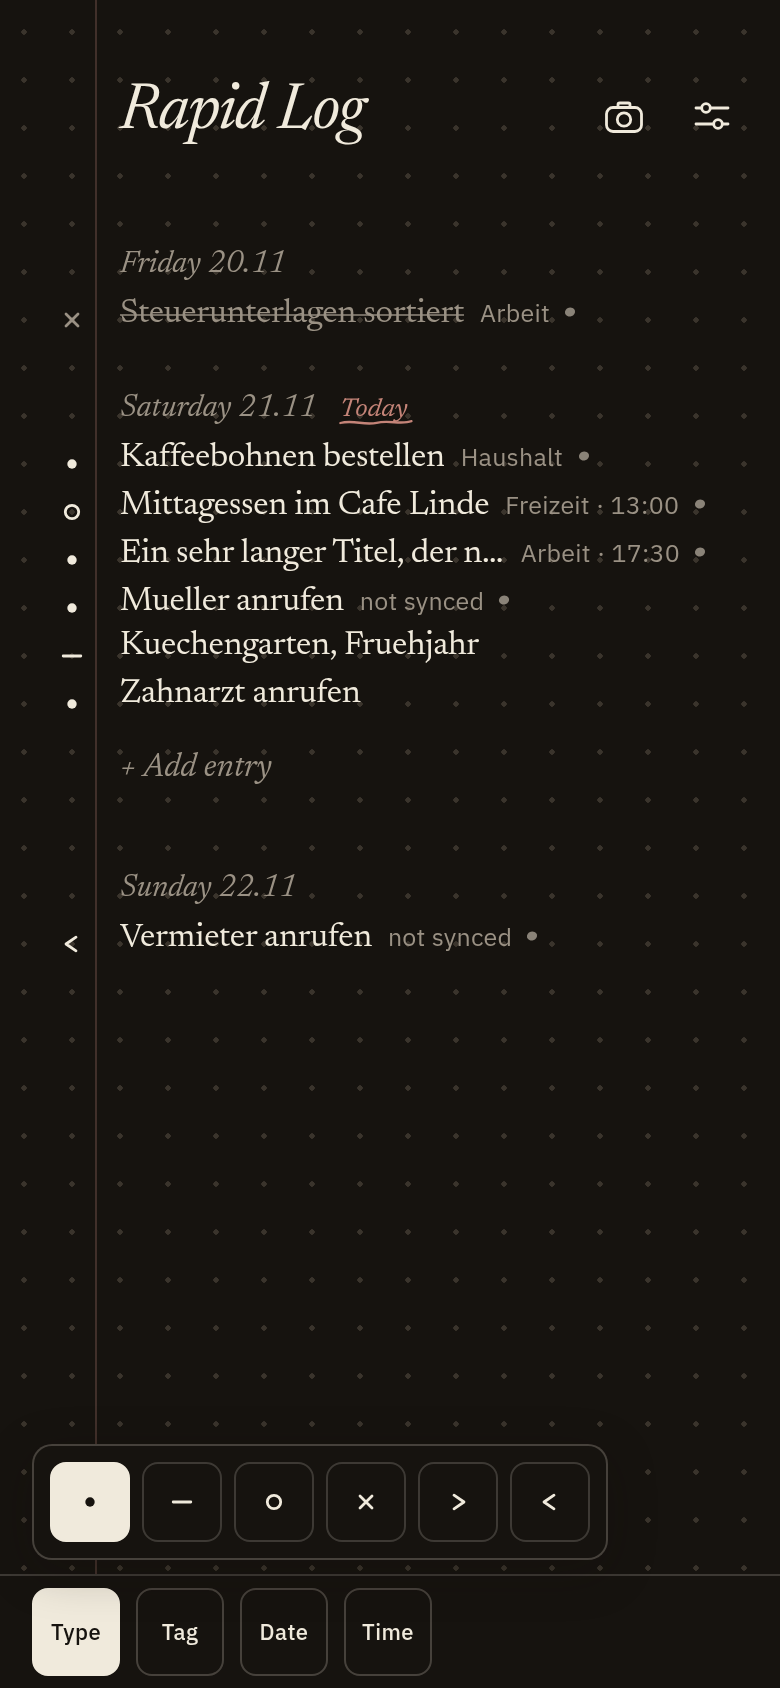 Rapid Log
Friday 20.11
× Steuerunterlagen sortiert Arbeit •
Saturday 21.11 Today
• Kaffeebohnen bestellen Haushalt •
○ Mittagessen im Cafe Linde Freizeit · 13:00 •
• Ein sehr langer Titel, der n... Arbeit · 17:30 •
• Mueller anrufen not synced •
– Kuechengarten, Fruehjahr
• Zahnarzt anrufen
+ Add entry
Sunday 22.11
< Vermieter anrufen not synced •
• – ○ × > <
Type Tag Date Time